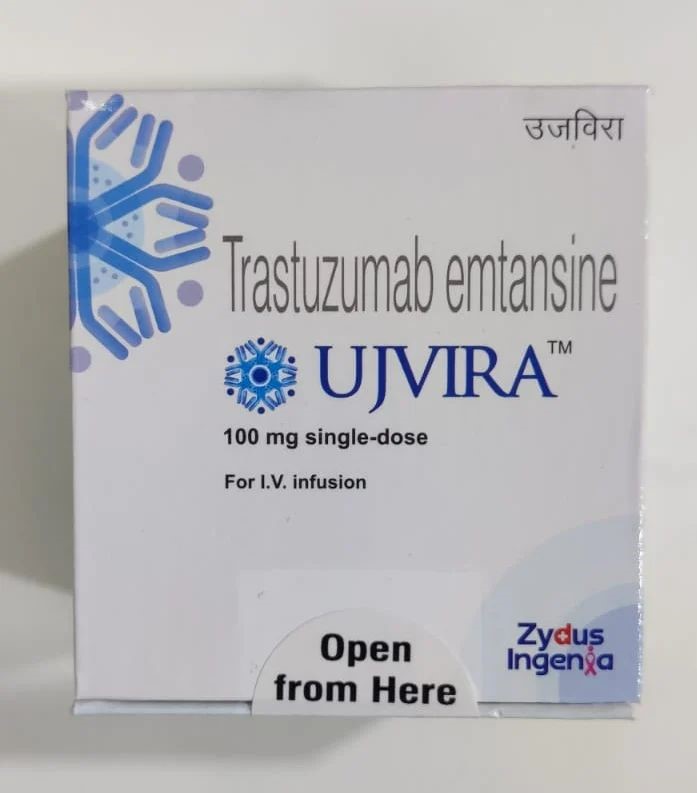 उजविरा
Trastuzumab emtansine
UJVIRA™
100 mg single-dose
For I.V. infusion
Open
from Here
Zydus
Ingenia